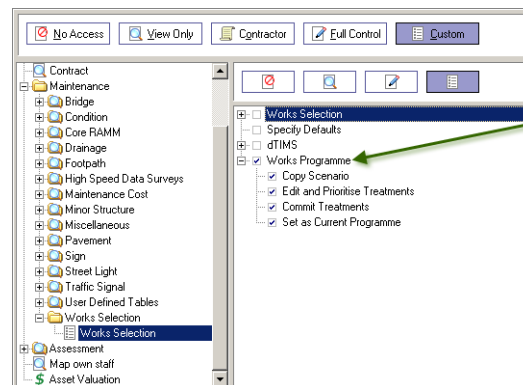 No Access
View Only
Contractor
Full Control
Custom
Contract
Maintenance
Bridge
Condition
Core RAMM
Drainage
Footpath
High Speed Data Surveys
Maintenance Cost
Minor Structure
Miscellaneous
Pavement
Sign
Street Light
Traffic Signal
User Defined Tables
Works Selection
Works Selection
Assessment
Map own staff
Asset Valuation
Works Selection
Specify Defaults
dTIMS
Works Programme
Copy Scenario
Edit and Prioritise Treatments
Commit Treatments
Set as Current Programme